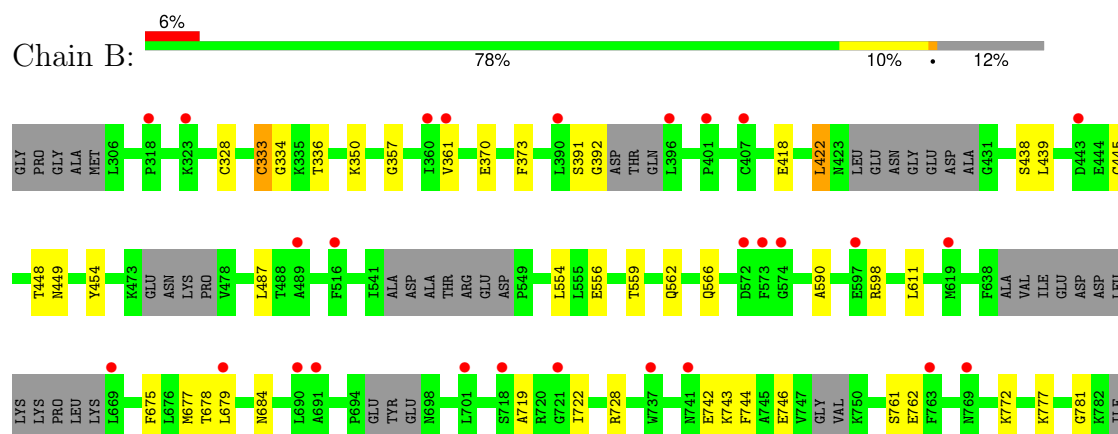 6%
Chain B:
78%
10%
•
12%
GLY PRO GLY ALA MET L306 P318 K323 C328 C333 G334 K335 T336 K350 G357 I360 V361 E370 F373 L390 S391 G392 ASP THR GLN L396 P401 C407 E418 L422 N423 LEU GLU ASN GLY GLU ASP ALA G431 S438 L439 D443 E444 C445
T448 N449 Y454 K473 GLU ASN LYS PRO V478 L487 T488 A489 F516 I541 ALA ASP ALA THR ARG GLU ASP P549 L554 L555 E556 T559 Q562 Q566 D572 F573 G574 A590 E597 R598 L611 M619 F638 ALA VAL ILE GLU ASP ASP LEU
LYS LYS PRO LEU LYS L669 F675 L676 M677 T678 L679 N684 L690 A691 P694 GLU TYR GLU N698 L701 S718 A719 R720 G721 I722 R728 W737 N741 E742 K743 F744 A745 E746 V747 GLY VAL K750 S761 E762 F763 N769 K772 K777 G781 K782